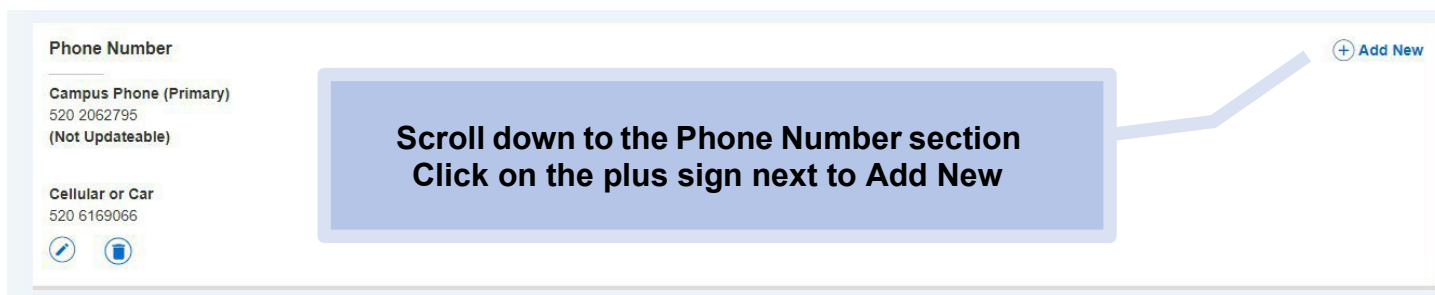 Phone Number
Add New
Campus Phone (Primary)
520 2062795
(Not Updateable)
Scroll down to the Phone Number section
Click on the plus sign next to Add New
Cellular or Car
520 6169066